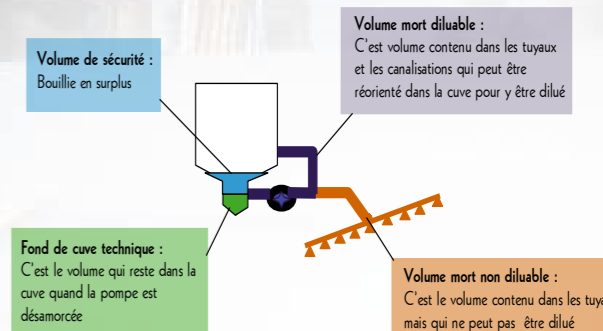 Volume de sécurité :
Bouillie en surplus
Volume mort diluable :
C'est volume contenu dans les tuyaux
et les canalisations qui peut être
réorienté dans la cuve pour y être dilué
Fond de cuve technique :
C'est le volume qui reste dans la
cuve quand la pompe est
désamorcée
Volume mort non diluable :
C'est le volume contenu dans les tuya
mais qui ne peut pas être dilué